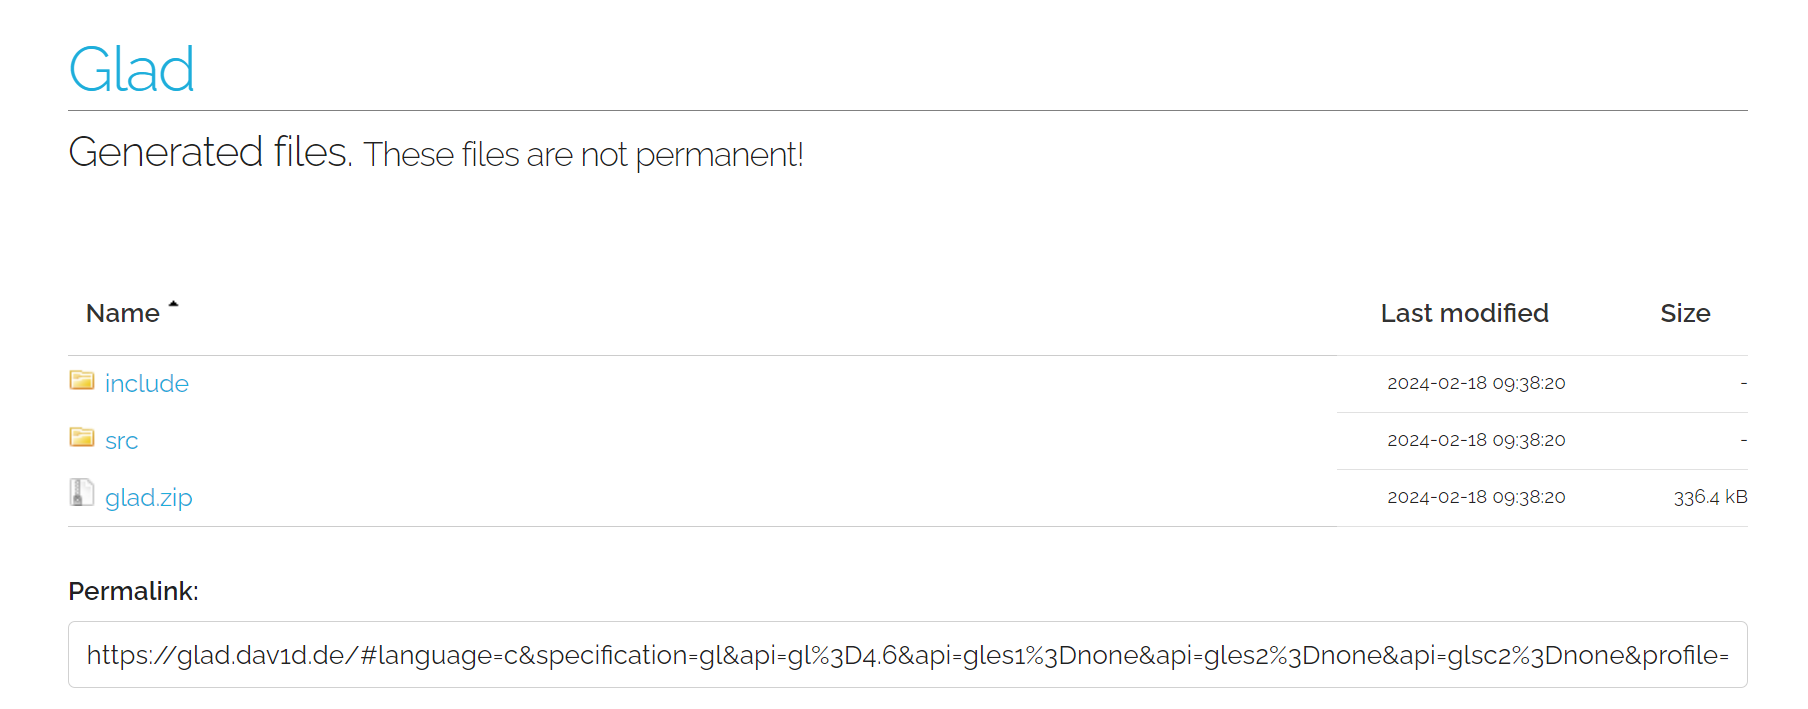 Glad
Generated files. These files are not permanent!
Name Last modified Size
include 2024-02-18 09:38:20 -
src 2024-02-18 09:38:20 -
glad.zip 2024-02-18 09:38:20 336.4 kB
Permalink:
https://glad.dav1d.de/#language=c&specification=gl&api=gl%3D4.6&api=gles1%3Dnone&api=gles2%3Dnone&api=glsc2%3Dnone&profile=